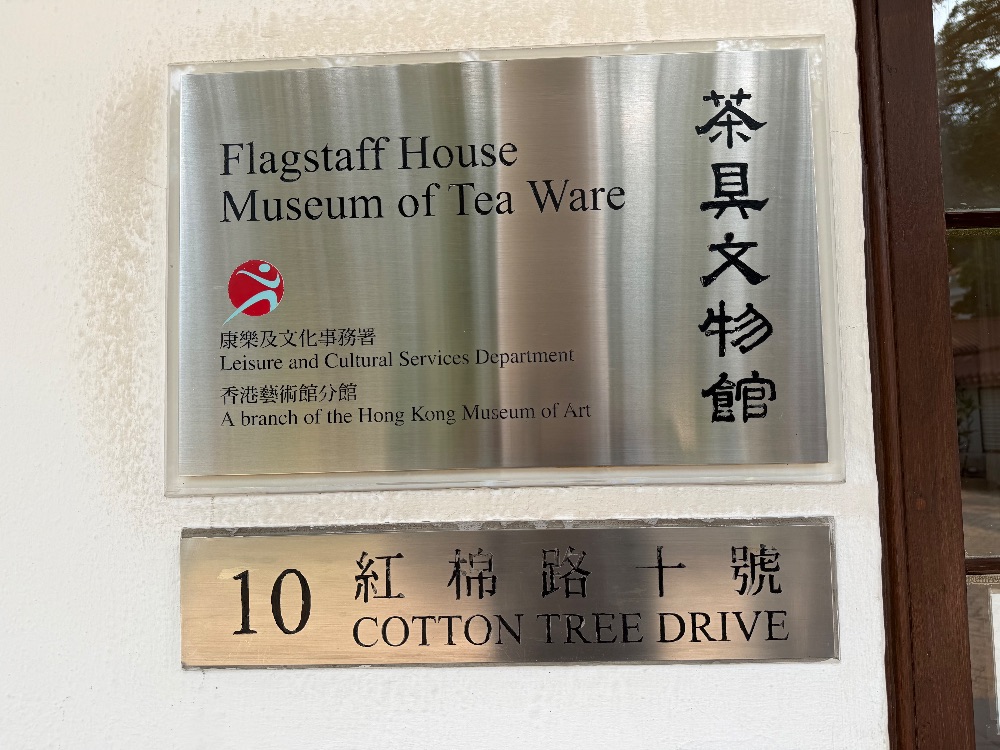 Flagstaff House
Museum of Tea Ware
茶具文物館
康樂及文化事務署
Leisure and Cultural Services Department
香港藝術館分館
A branch of the Hong Kong Museum of Art
10
紅棉路十號
COTTON TREE DRIVE